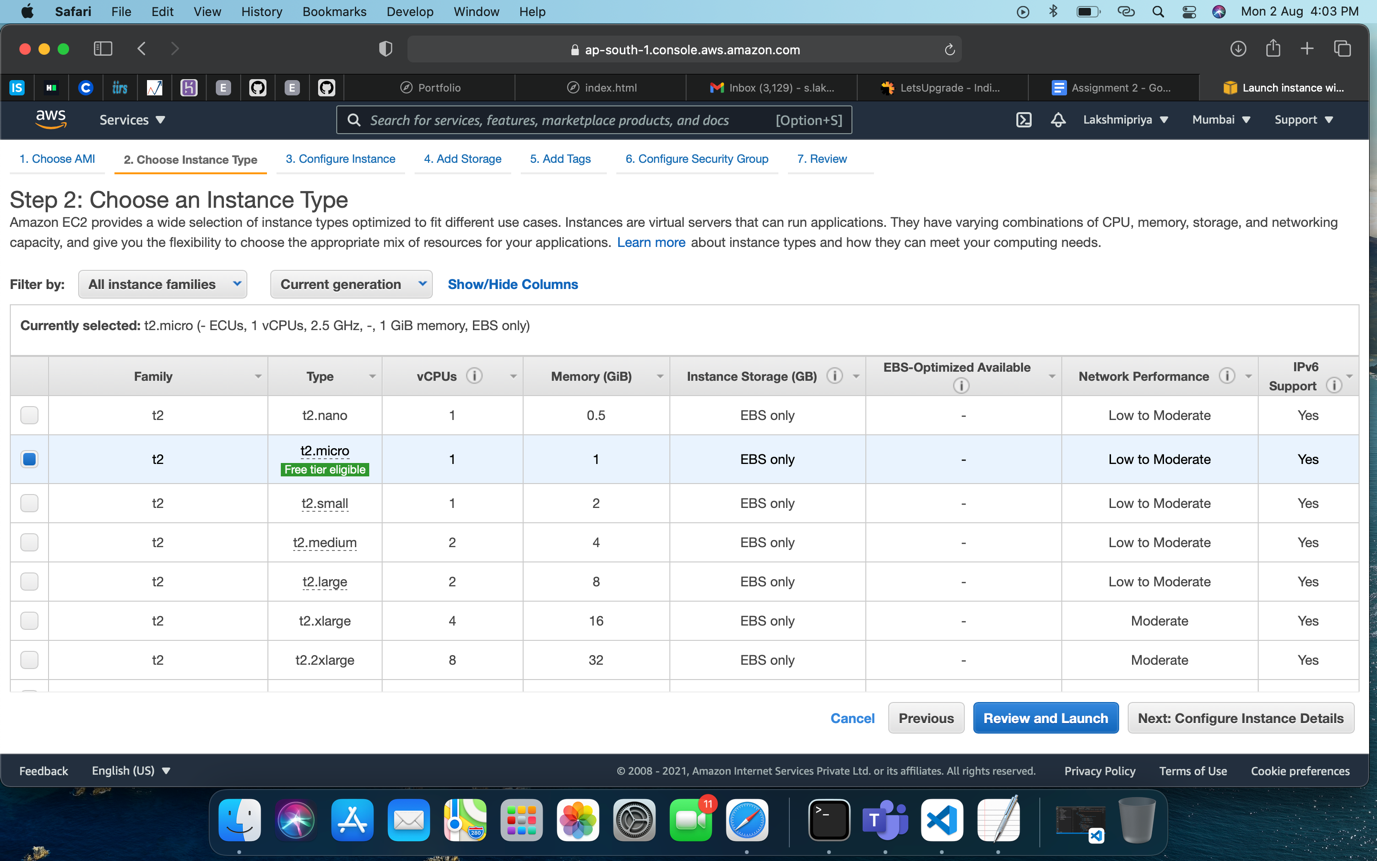 Safari File Edit View History Bookmarks Develop Window Help Mon 2 Aug 4:03 PM
ap-south-1.console.aws.amazon.com
Portfolio index.html Inbox (3,129) - s.lak... LetsUpgrade - Indi... Assignment 2 - Go... Launch instance wi...
aws Services Search for services, features, marketplace products, and docs [Option+S] Lakshmipriya Mumbai Support
1. Choose AMI 2. Choose Instance Type 3. Configure Instance 4. Add Storage 5. Add Tags 6. Configure Security Group 7. Review
Step 2: Choose an Instance Type
Amazon EC2 provides a wide selection of instance types optimized to fit different use cases. Instances are virtual servers that can run applications. They have varying combinations of CPU, memory, storage, and networking
capacity, and give you the flexibility to choose the appropriate mix of resources for your applications. Learn more about instance types and how they can meet your computing needs.
Filter by: All instance families Current generation Show/Hide Columns
Currently selected: t2.micro (- ECUs, 1 vCPUs, 2.5 GHz, -, 1 GiB memory, EBS only)
Family Type vCPUs Memory (GiB) Instance Storage (GB) EBS-Optimized Available Network Performance IPv6 Support
t2 t2.nano 1 0.5 EBS only - Low to Moderate Yes
t2 t2.micro 1 1 EBS only - Low to Moderate Yes
Free tier eligible
t2 t2.small 1 2 EBS only - Low to Moderate Yes
t2 t2.medium 2 4 EBS only - Low to Moderate Yes
t2 t2.large 2 8 EBS only - Low to Moderate Yes
t2 t2.xlarge 4 16 EBS only - Moderate Yes
t2 t2.2xlarge 8 32 EBS only - Moderate Yes
Cancel Previous Review and Launch Next: Configure Instance Details
Feedback English (US) © 2008 - 2021, Amazon Internet Services Private Ltd. or its affiliates. All rights reserved. Privacy Policy Terms of Use Cookie preferences
11